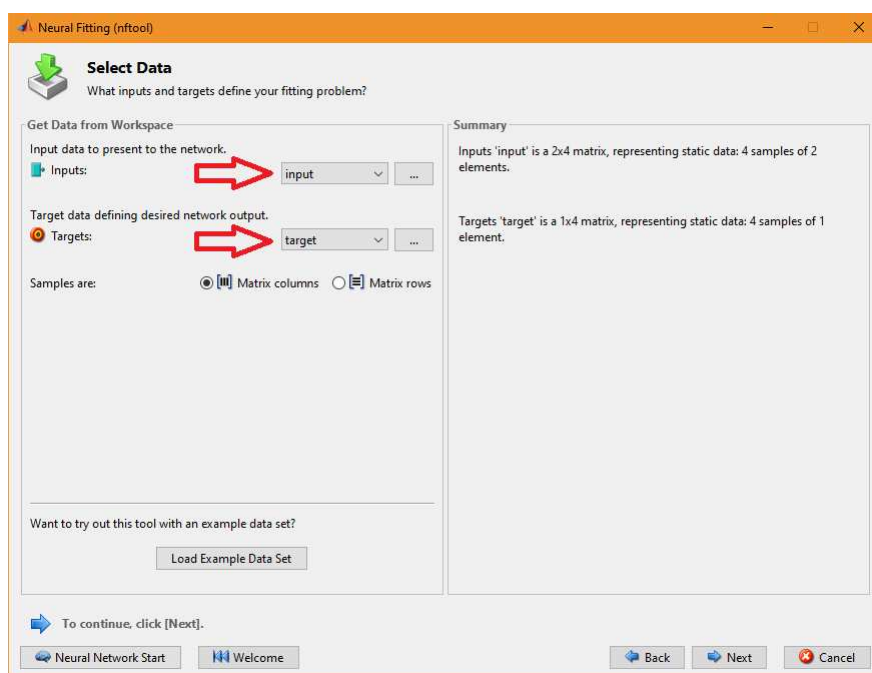 Neural Fitting (nftool)
Select Data
What inputs and targets define your fitting problem?
Get Data from Workspace
Input data to present to the network.
Inputs:
input
...
Target data defining desired network output.
Targets:
target
...
Samples are:
Matrix columns
Matrix rows
Want to try out this tool with an example data set?
Load Example Data Set
Summary
Inputs 'input' is a 2x4 matrix, representing static data: 4 samples of 2
elements.
Targets 'target' is a 1x4 matrix, representing static data: 4 samples of 1
element.
To continue, click [Next].
Neural Network Start
Welcome
Back
Next
Cancel